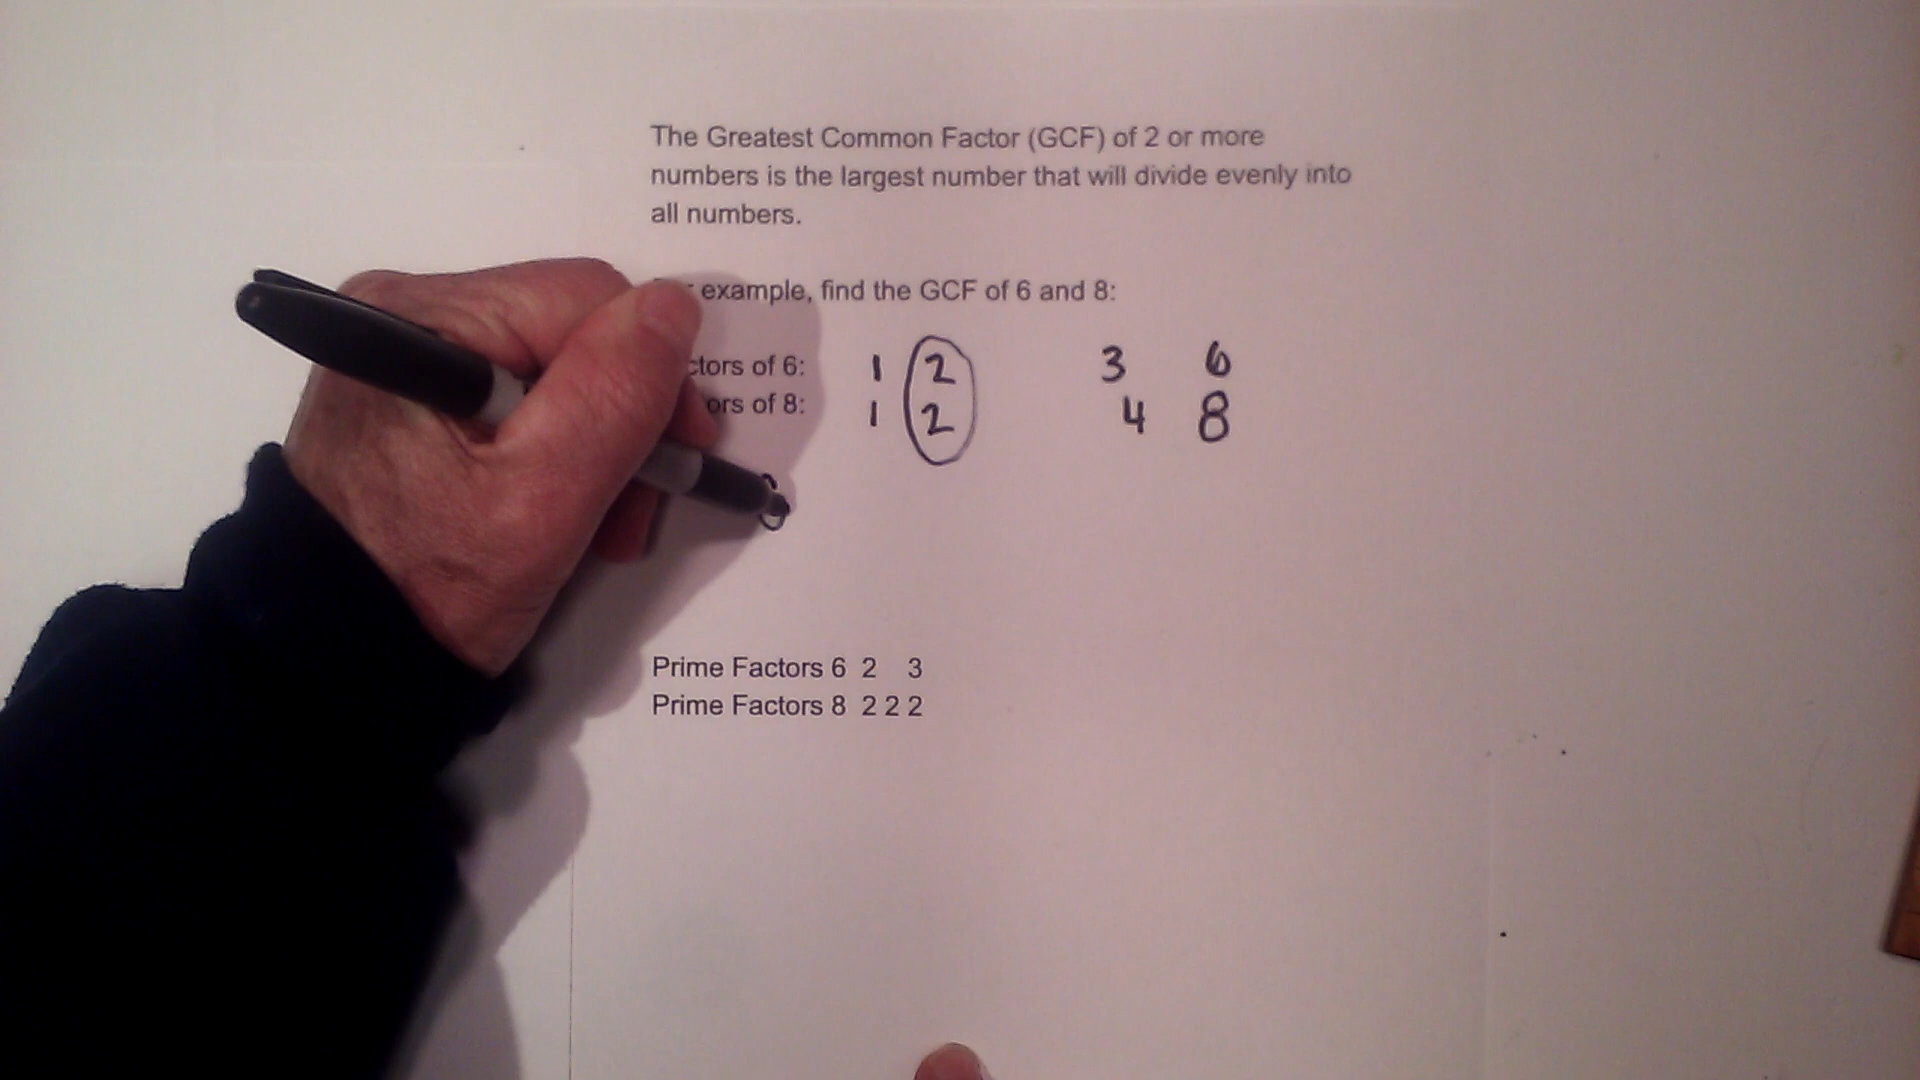 The Greatest Common Factor (GCF) of 2 or more
numbers is the largest number that will divide evenly into
all numbers.
example, find the GCF of 6 and 8:
ctors of 6: 1 2 3 6
ors of 8: 1 2 4 8
Prime Factors 6 2 3
Prime Factors 8 2 2 2